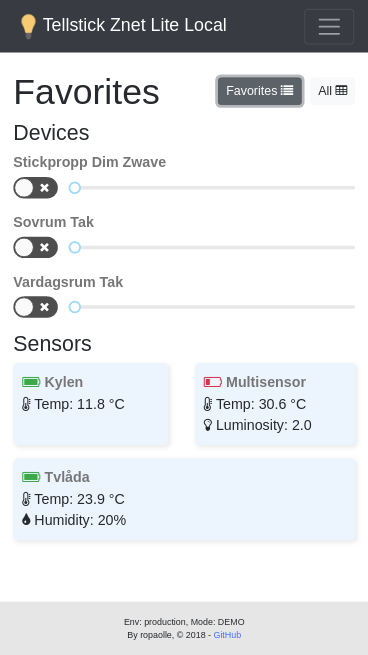 Tellstick Znet Lite Local
Favorites
Favorites
All
Devices
Stickpropp Dim Zwave
Sovrum Tak
Vardagsrum Tak
Sensors
Kylen
Temp: 11.8 °C
Multisensor
Temp: 30.6 °C
Luminosity: 2.0
Tvlåda
Temp: 23.9 °C
Humidity: 20%
Env: production, Mode: DEMO
By ropaolle, © 2018 - GitHub